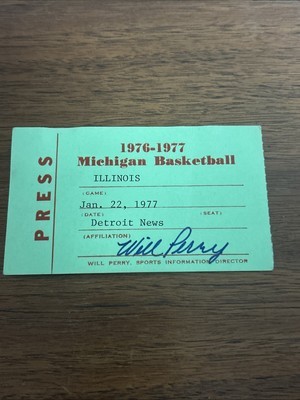 PRESS
1976-1977
Michigan Basketball
ILLINOIS
(GAME)
Jan. 22, 1977
(DATE) (SEAT)
Detroit News
(AFFILIATION)
Will Perry
WILL PERRY, SPORTS INFORMATION DIRECTOR